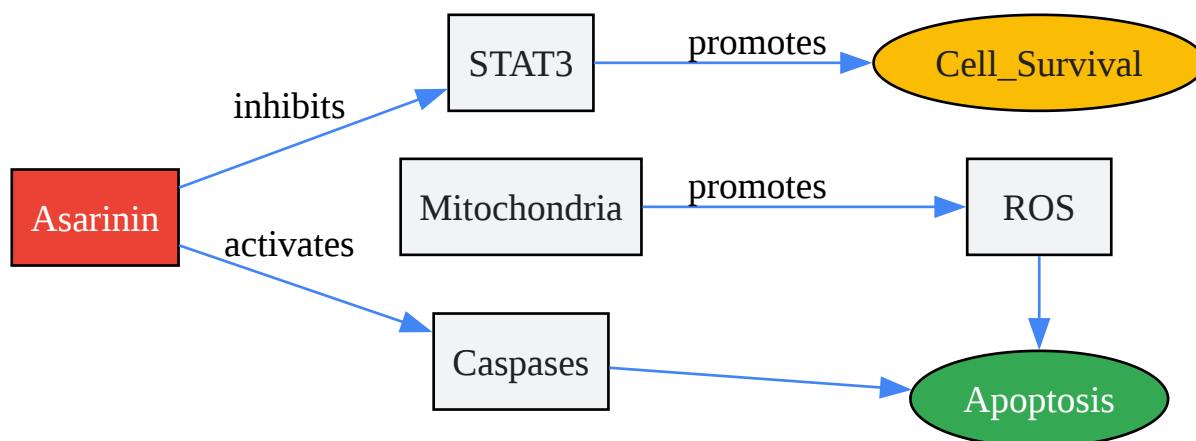 STAT3
promotes
Cell_Survival
inhibits
Asarinin
Mitochondria
promotes
ROS
activates
Caspases
Apoptosis